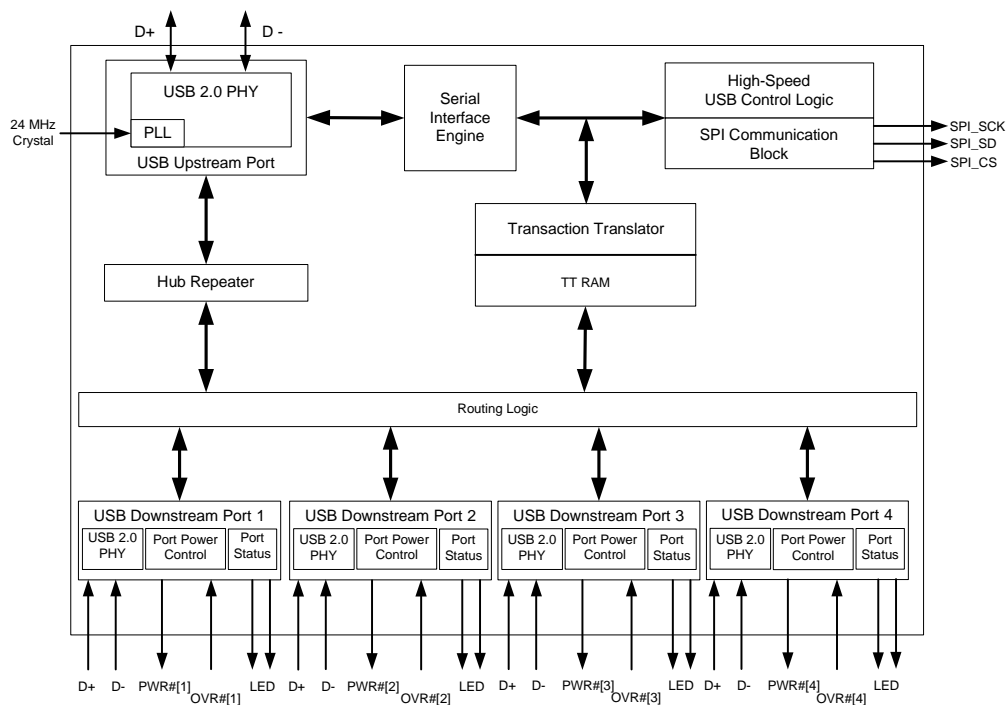 D+
D -
USB 2.0 PHY
PLL
USB Upstream Port
24 MHz
Crystal
Serial
Interface
Engine
High-Speed
USB Control Logic
SPI Communication
Block
SPI_SCK
SPI_SD
SPI_CS
Transaction Translator
TT RAM
Hub Repeater
Routing Logic
USB Downstream Port 1
USB 2.0
PHY
Port Power
Control
Port
Status
USB Downstream Port 2
USB 2.0
PHY
Port Power
Control
Port
Status
USB Downstream Port 3
USB 2.0
PHY
Port Power
Control
Port
Status
USB Downstream Port 4
USB 2.0
PHY
Port Power
Control
Port
Status
D+
D-
PWR#[1]
OVR#[1]
LED
D+
D-
PWR#[2]
OVR#[2]
LED
D+
D-
PWR#[3]
OVR#[3]
LED
D+
D-
PWR#[4]
OVR#[4]
LED